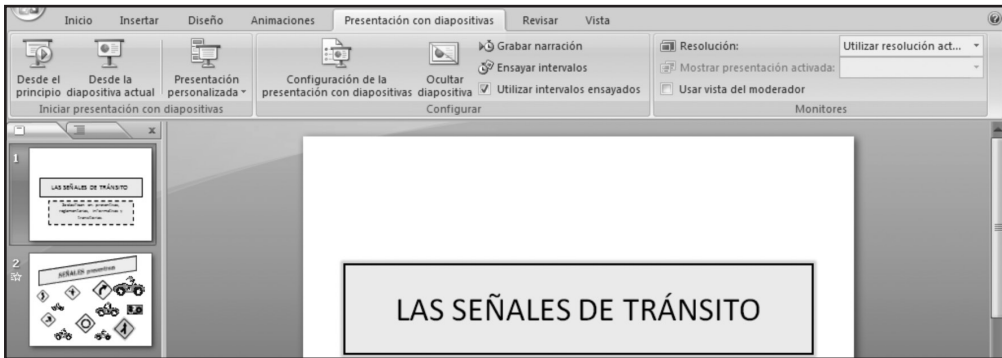 Inicio Insertar Diseño Animaciones Presentación con diapositivas Revisar Vista
Desde el principio
Desde la diapositiva actual
Presentación personalizada
Iniciar presentación con diapositivas
Configuración de la presentación con diapositivas
Ocultar diapositiva
Grabar narración
Ensayar intervalos
Utilizar intervalos ensayados
Configurar
Resolución: Utilizar resolución act...
Mostrar presentación activada:
Usar vista del moderador
Monitores
1
LAS SEÑALES DE TRÁNSITO
2
SEÑALES preventivas
LAS SEÑALES DE TRÁNSITO